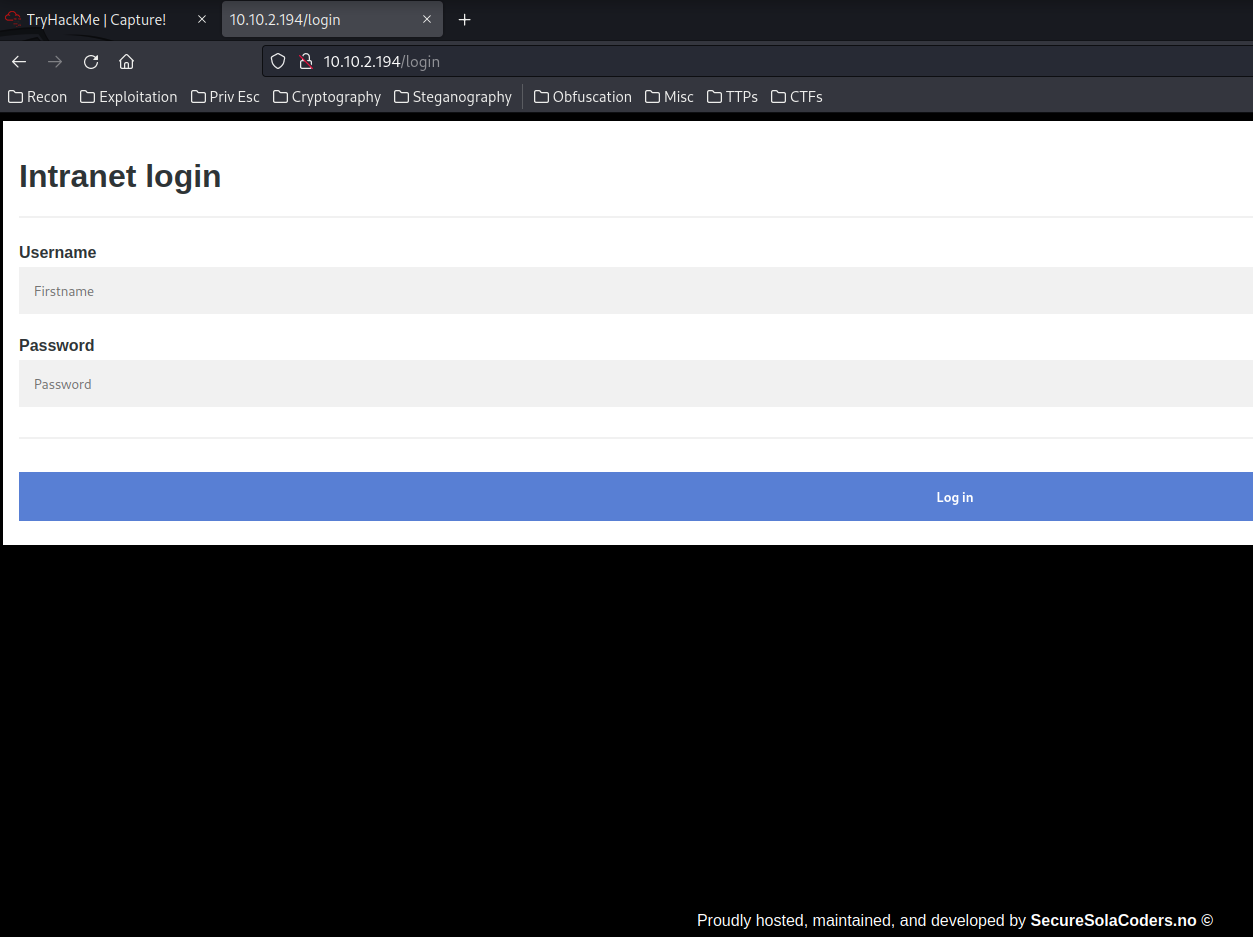 TryHackMe | Capture!
10.10.2.194/login
10.10.2.194/login
Recon Exploitation Priv Esc Cryptography Steganography Obfuscation Misc TTPs CTFs
Intranet login
Username
Firstname
Password
Password
Log in
Proudly hosted, maintained, and developed by SecureSolaCoders.no ©